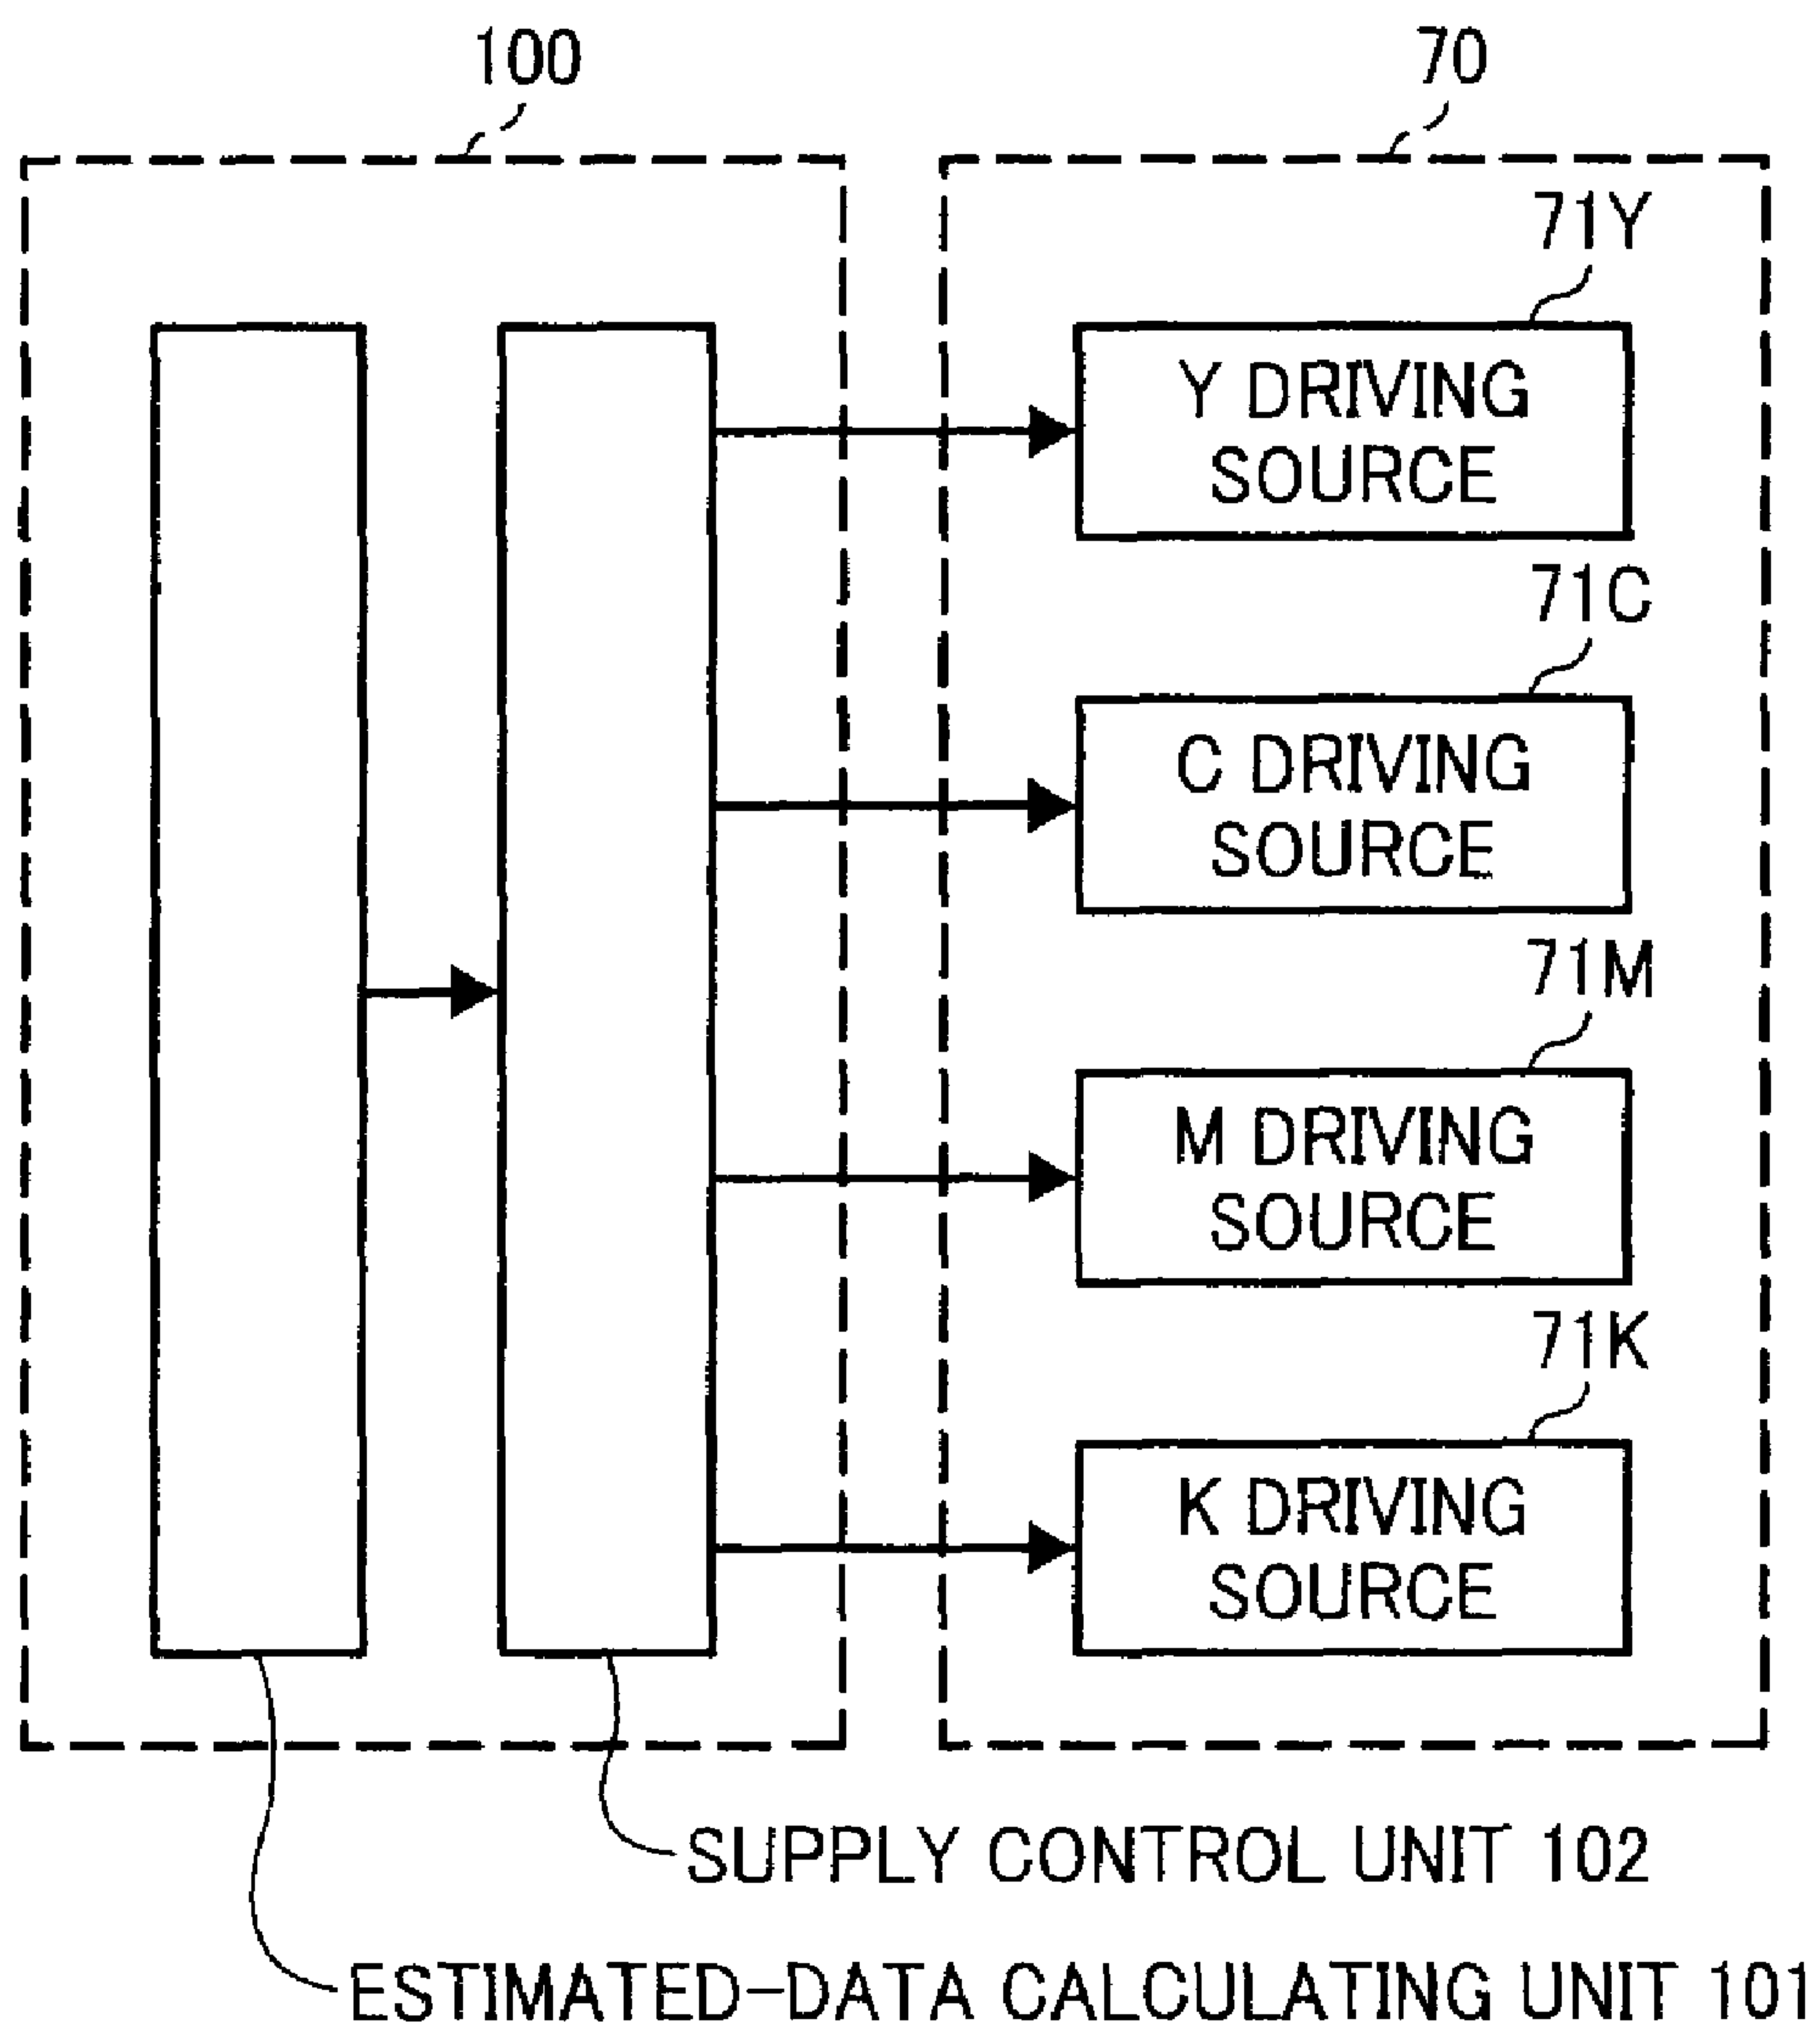 100
70
71Y
Y DRIVING
SOURCE
71C
C DRIVING
SOURCE
71M
M DRIVING
SOURCE
71K
K DRIVING
SOURCE
SUPPLY CONTROL UNIT 102
ESTIMATED-DATA CALCULATING UNIT 101